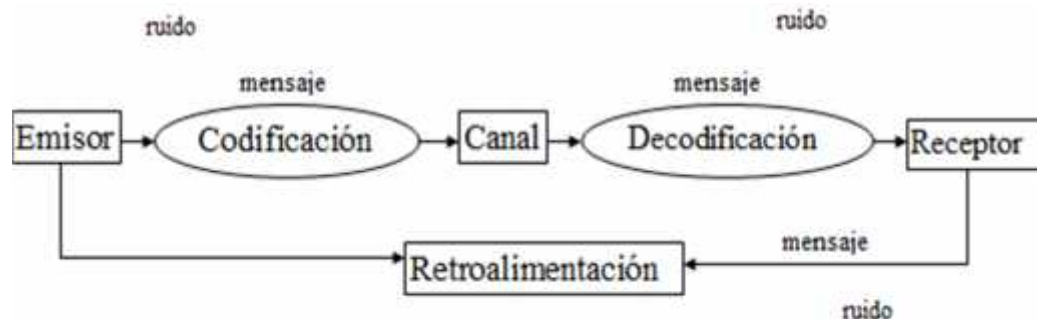 ruido
ruido
mensaje
mensaje
Emisor
Codificación
Canal
Decodificación
Receptor
mensaje
Retroalimentación
ruido